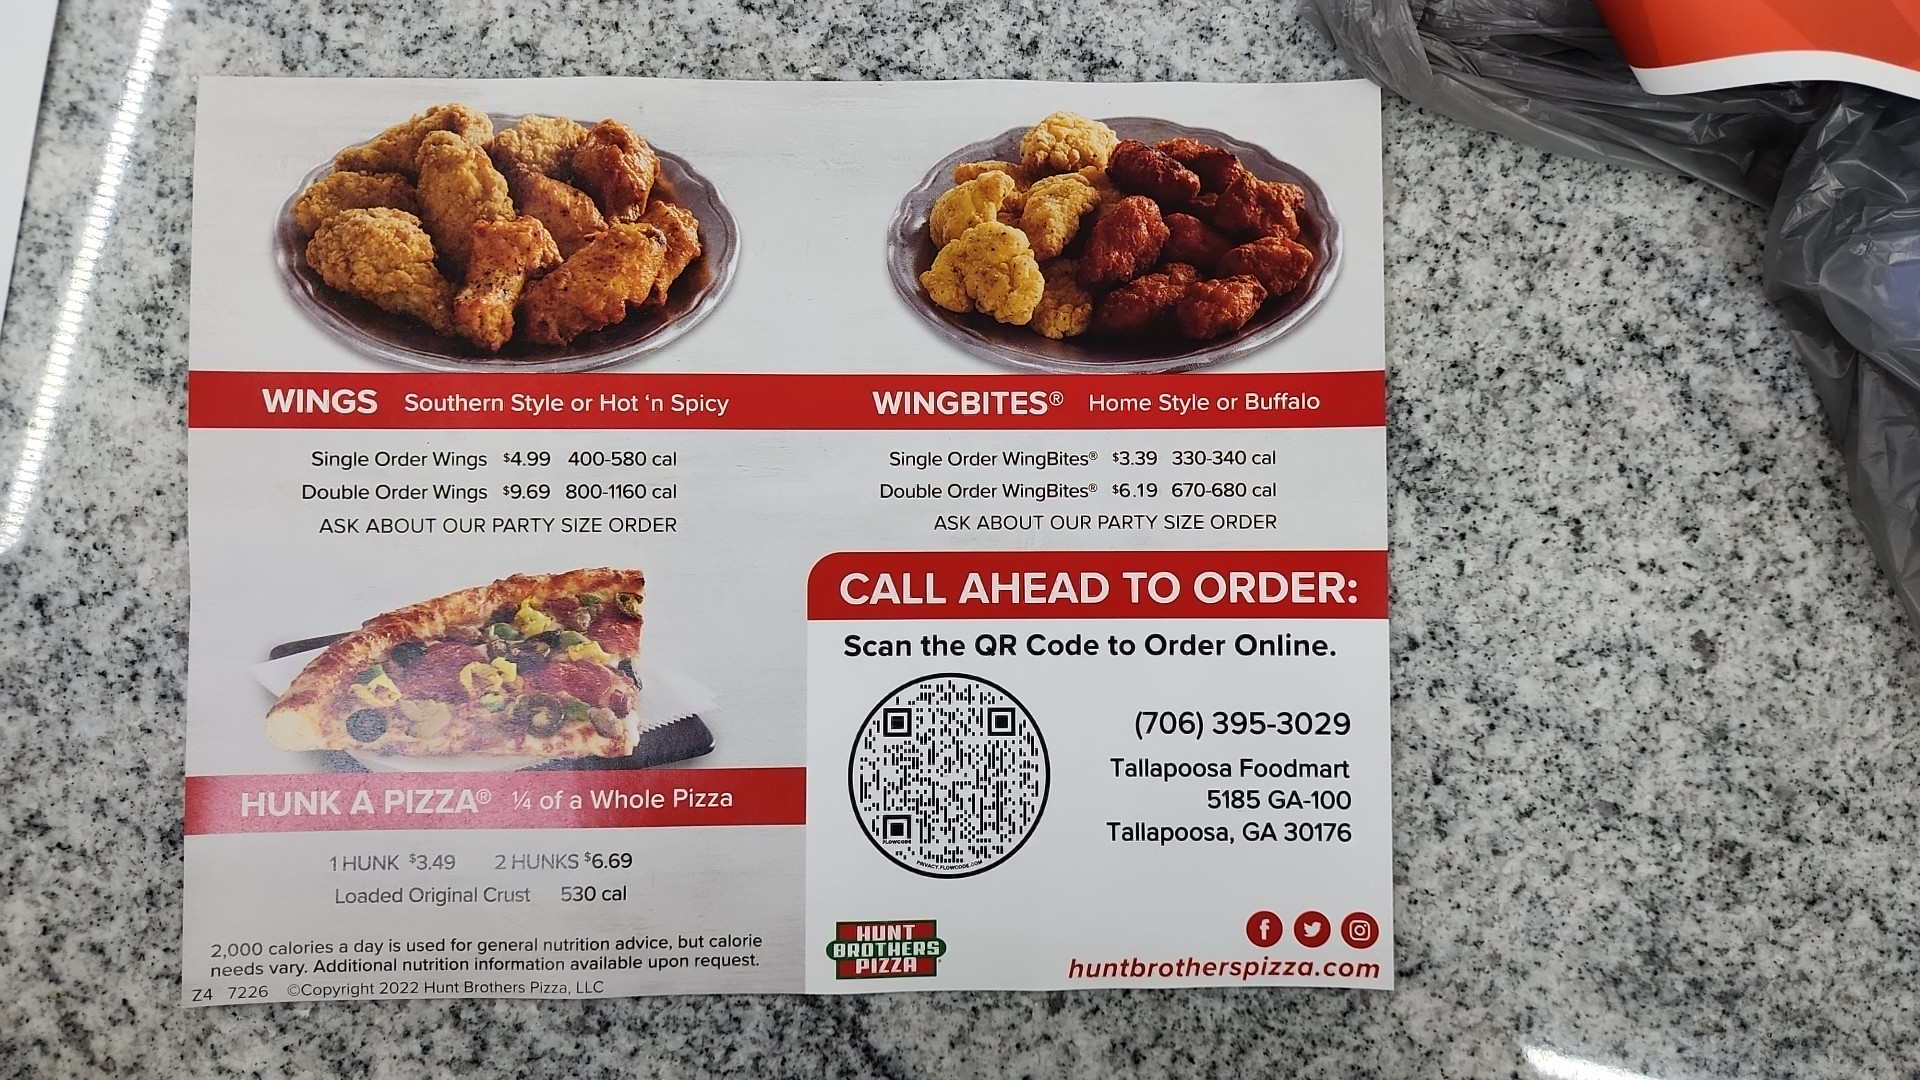 WINGS Southern Style or Hot ‘n Spicy
Single Order Wings $4.99 400-580 cal
Double Order Wings $9.69 800-1160 cal
ASK ABOUT OUR PARTY SIZE ORDER
WINGBITES® Home Style or Buffalo
Single Order WingBites® $3.39 330-340 cal
Double Order WingBites® $6.19 670-680 cal
ASK ABOUT OUR PARTY SIZE ORDER
HUNK A PIZZA® ¼ of a Whole Pizza
1 HUNK $3.49 2 HUNKS $6.69
Loaded Original Crust 530 cal
2,000 calories a day is used for general nutrition advice, but calorie
needs vary. Additional nutrition information available upon request.
Z4 7226 ©Copyright 2022 Hunt Brothers Pizza, LLC
CALL AHEAD TO ORDER:
Scan the QR Code to Order Online.
FLOWCODE
PRIVACY.FLOWCODE.COM
(706) 395-3029
Tallapoosa Foodmart
5185 GA-100
Tallapoosa, GA 30176
HUNT
BROTHERS
PIZZA
huntbrotherspizza.com